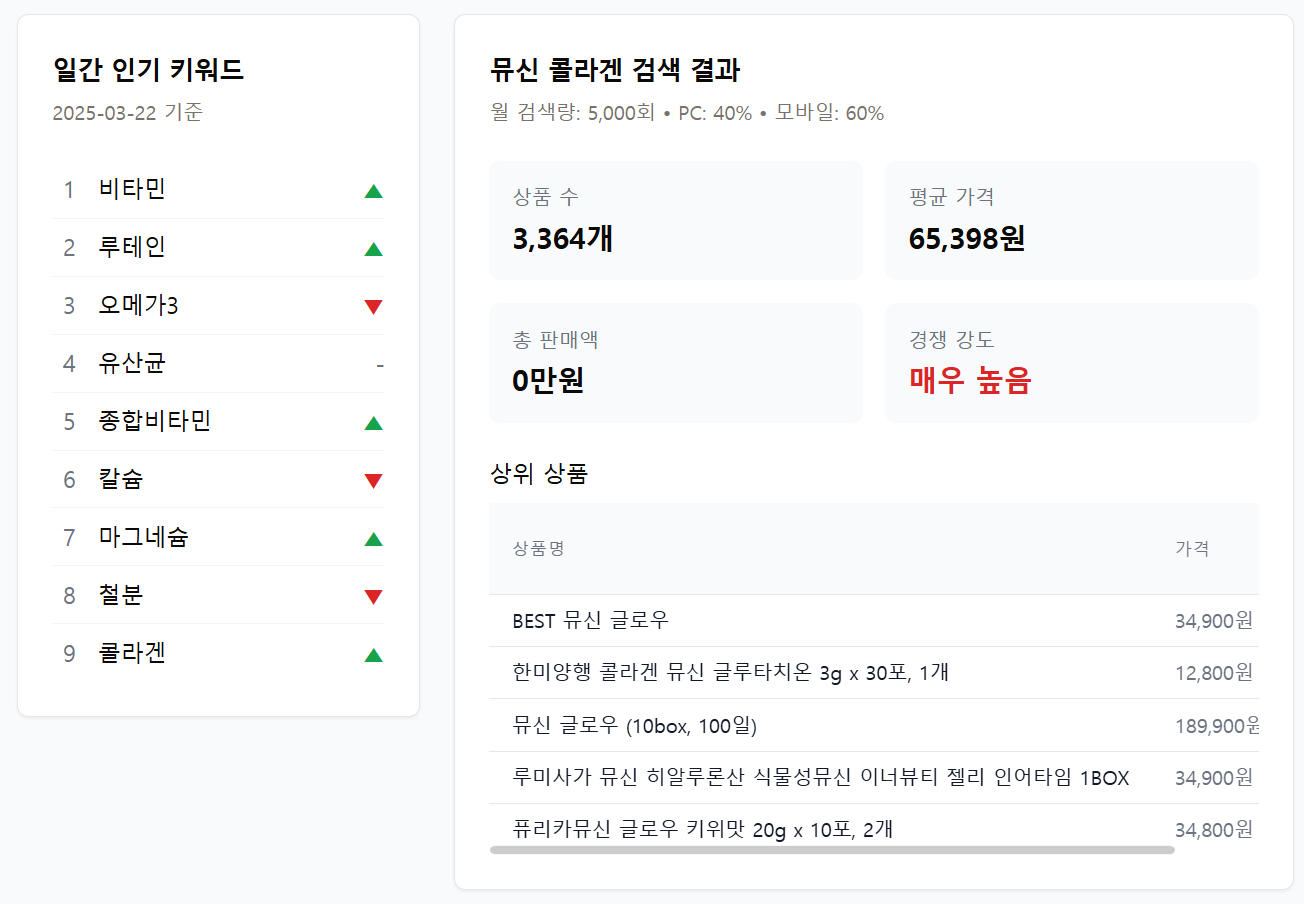 일간 인기 키워드
2025-03-22 기준
1 비타민 ▲
2 루테인 ▲
3 오메가3 ▼
4 유산균 -
5 종합비타민 ▲
6 칼슘 ▼
7 마그네슘 ▲
8 철분 ▼
9 콜라겐 ▲
뮤신 콜라겐 검색 결과
월 검색량: 5,000회 • PC: 40% • 모바일: 60%
상품 수
3,364개
평균 가격
65,398원
총 판매액
0만원
경쟁 강도
매우 높음
상위 상품
상품명 가격
BEST 뮤신 글로우 34,900원
한미양행 콜라겐 뮤신 글루타치온 3g x 30포, 1개 12,800원
뮤신 글로우 (10box, 100일) 189,900원
루미사가 뮤신 히알루론산 식물성뮤신 이너뷰티 젤리 인어타임 1BOX 34,900원
퓨리카뮤신 글로우 키위맛 20g x 10포, 2개 34,800원